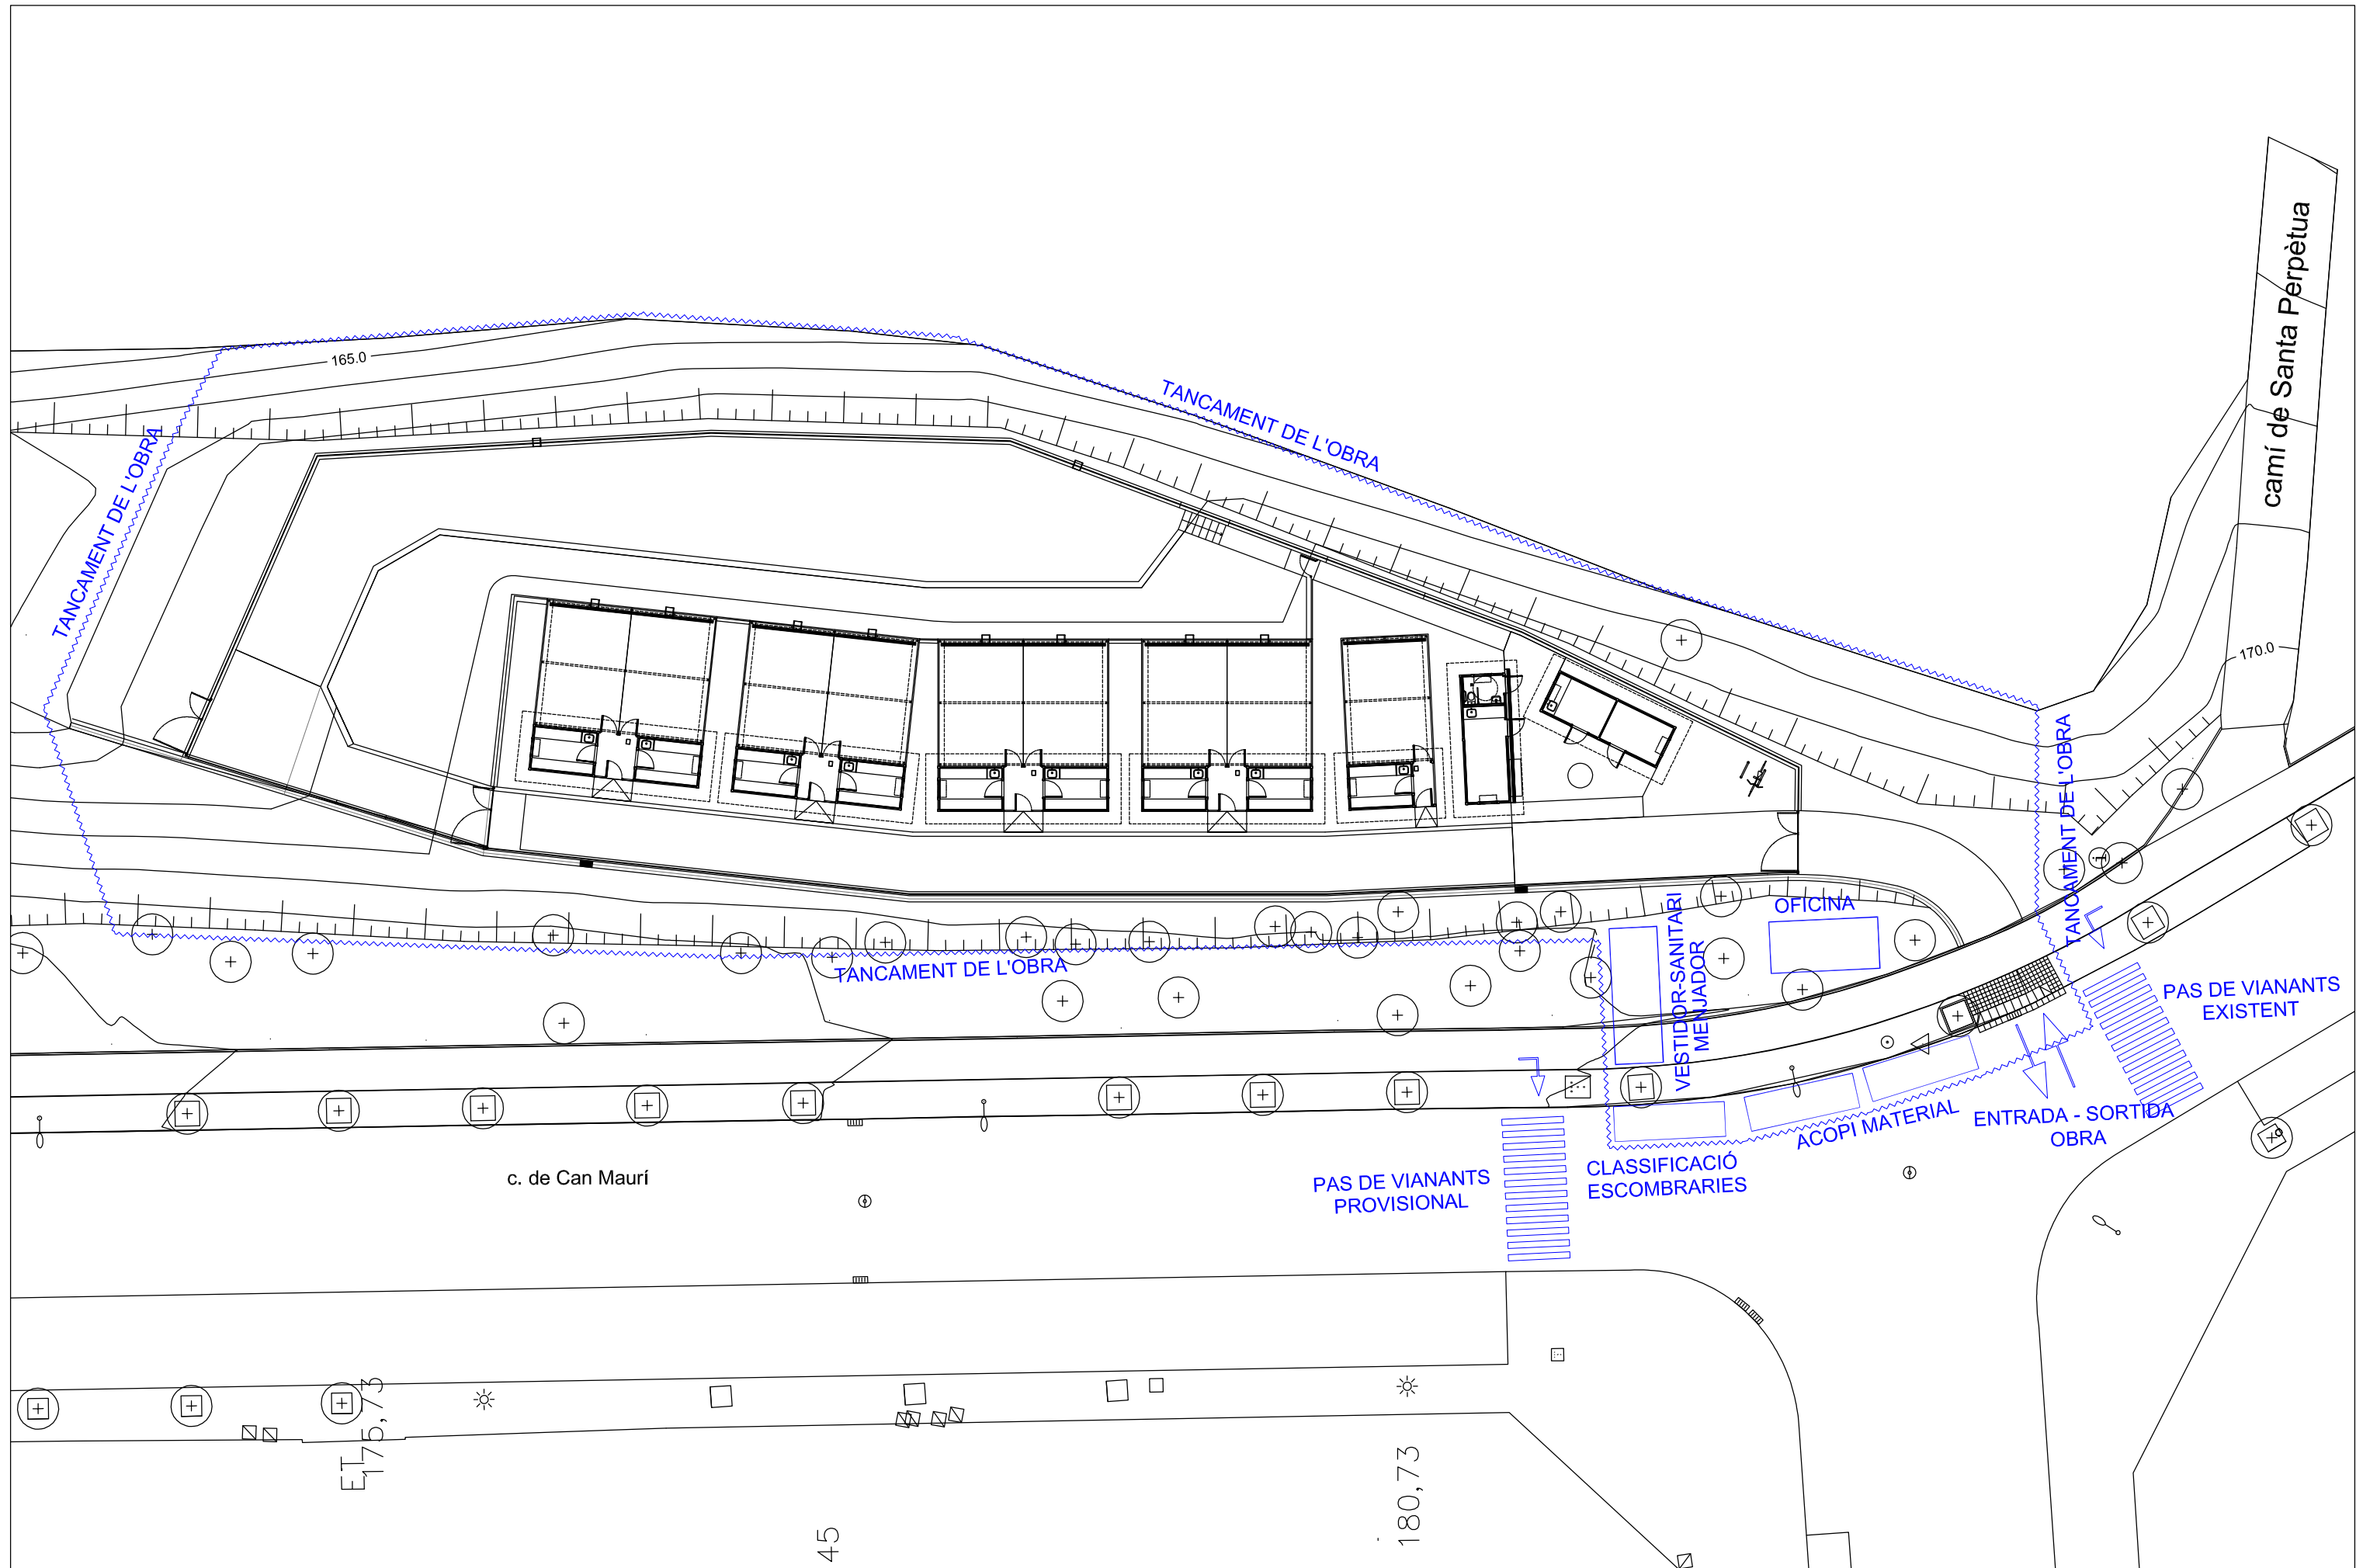 camí de Santa Perpètua
165.0
TANCAMENT DE L'OBRA
TANCAMENT DE L'OBRA
170.0
TANCAMENT DE L'OBRA
OFICINA
VESTIDOR-SANITARI
MENJADOR
TANCAMENT DE L'OBRA
PAS DE VIANANTS
EXISTENT
ENTRADA - SORTIDA
OBRA
ACOPI MATERIAL
CLASSIFICACIÓ
ESCOMBRARIES
PAS DE VIANANTS
PROVISIONAL
c. de Can Maurí
ET
175,73
180,73
45